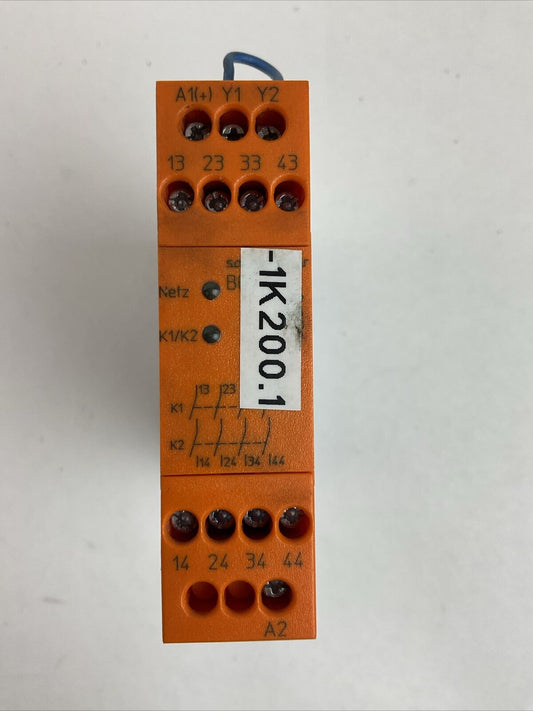 A1(+) Y1 Y2
13 23 33 43
Netz
K1/K2
-1K200.1
13 23
K1
K2
14 24 34 44
14 24 34 44
A2